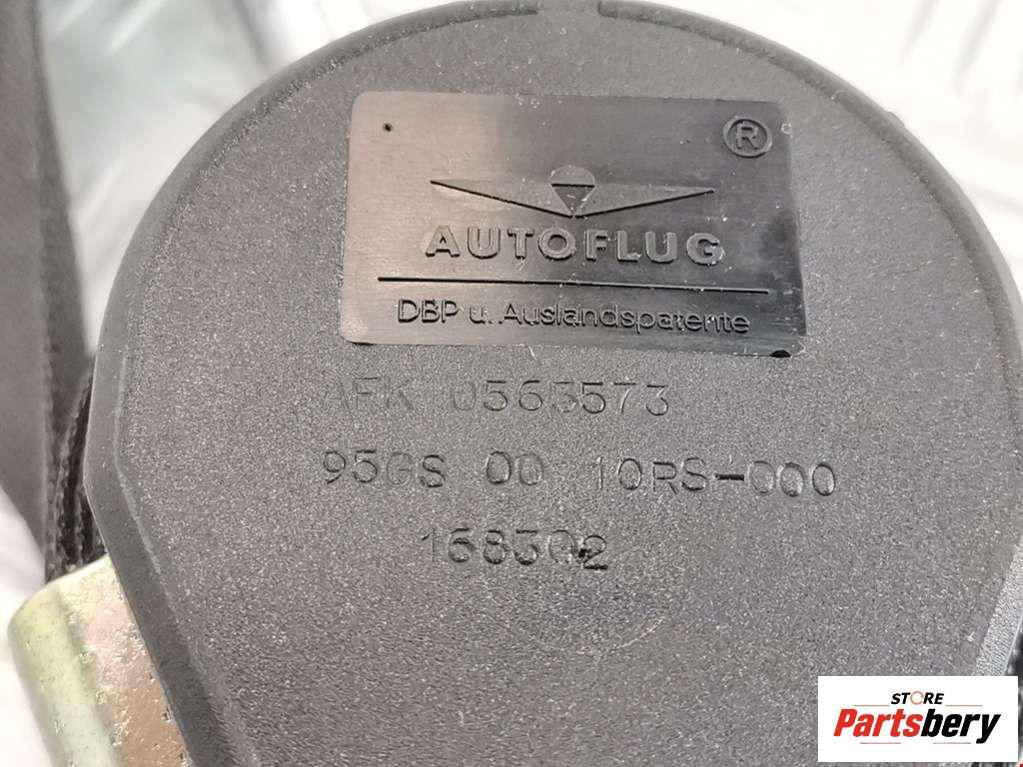 ®
AUTOFLUG
DBP u. Auslandspatente
AFK 0563573
95GS 00 10RS-000
168302
STORE
Partsbery